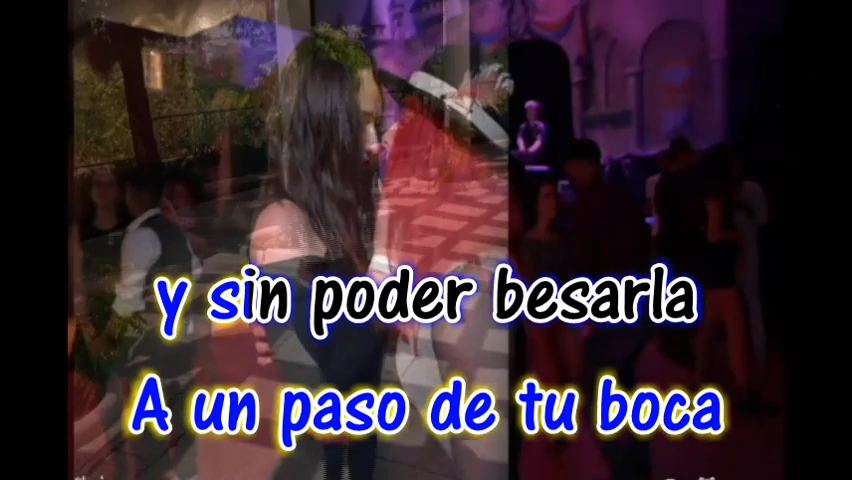 y sin poder besarla
A un paso de tu boca